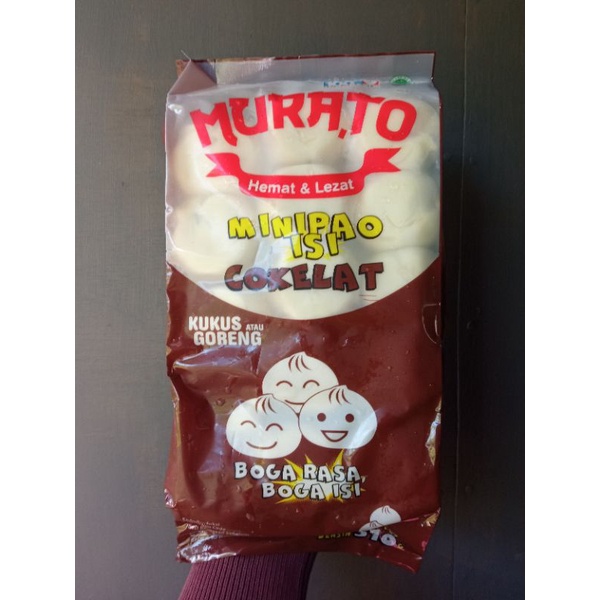 MURATO
Hemat & Lezat
MINIPAO
ISI
COKELAT
KUKUS ATAU
GORENG
BOGA RASA,
BOGA ISI